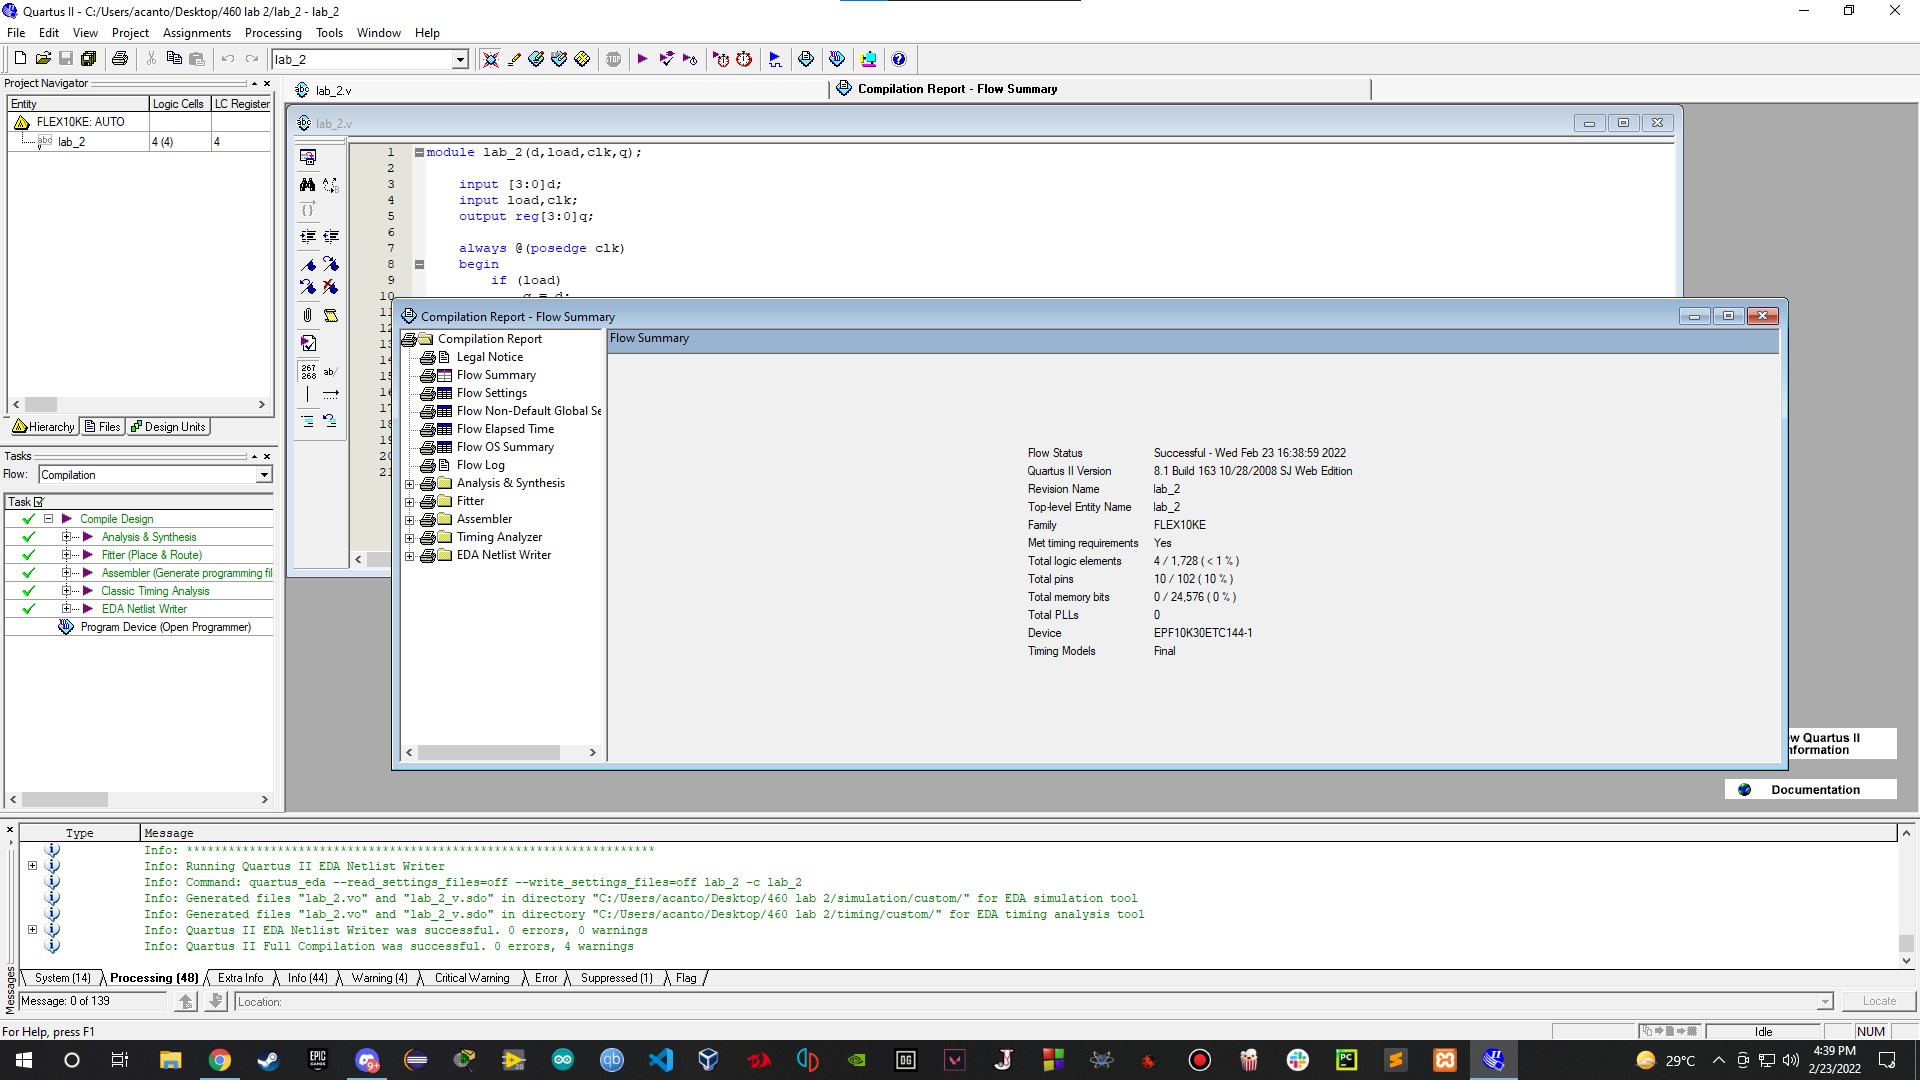 Quartus II - C:/Users/acanto/Desktop/460 lab 2/lab_2 - lab_2
File Edit View Project Assignments Processing Tools Window Help
lab_2
STOP
Project Navigator
Entity Logic Cells LC Register
FLEX10KE: AUTO
lab_2 4 (4) 4
Hierarchy Files Design Units
Tasks
Flow: Compilation
Task
Compile Design
Analysis & Synthesis
Fitter (Place & Route)
Assembler (Generate programming fil
Classic Timing Analysis
EDA Netlist Writer
Program Device (Open Programmer)
lab_2.v
Compilation Report - Flow Summary
lab_2.v
267
268
ab/
1 module lab_2(d,load,clk,q);
2
3 input [3:0]d;
4 input load,clk;
5 output reg[3:0]q;
6
7 always @(posedge clk)
8 begin
9 if (load)
10 q = d;
Compilation Report - Flow Summary
Compilation Report
Legal Notice
Flow Summary
Flow Settings
Flow Non-Default Global Se
Flow Elapsed Time
Flow OS Summary
Flow Log
Analysis & Synthesis
Fitter
Assembler
Timing Analyzer
EDA Netlist Writer
Flow Summary
Flow Status Successful - Wed Feb 23 16:38:59 2022
Quartus II Version 8.1 Build 163 10/28/2008 SJ Web Edition
Revision Name lab_2
Top-level Entity Name lab_2
Family FLEX10KE
Met timing requirements Yes
Total logic elements 4 / 1,728 ( < 1 % )
Total pins 10 / 102 ( 10 % )
Total memory bits 0 / 24,576 ( 0 % )
Total PLLs 0
Device EPF10K30ETC144-1
Timing Models Final
w Quartus II
nformation
Documentation
Type Message
Info: *******************************************************************
Info: Running Quartus II EDA Netlist Writer
Info: Command: quartus_eda --read_settings_files=off --write_settings_files=off lab_2 -c lab_2
Info: Generated files "lab_2.vo" and "lab_2_v.sdo" in directory "C:/Users/acanto/Desktop/460 lab 2/simulation/custom/" for EDA simulation tool
Info: Generated files "lab_2.vo" and "lab_2_v.sdo" in directory "C:/Users/acanto/Desktop/460 lab 2/timing/custom/" for EDA timing analysis tool
Info: Quartus II EDA Netlist Writer was successful. 0 errors, 0 warnings
Info: Quartus II Full Compilation was successful. 0 errors, 4 warnings
System (14) Processing (48) Extra Info Info (44) Warning (4) Critical Warning Error Suppressed (1) Flag
Messages
Message: 0 of 139 Location: Locate
For Help, press F1 Idle NUM
29°C
4:39 PM
2/23/2022